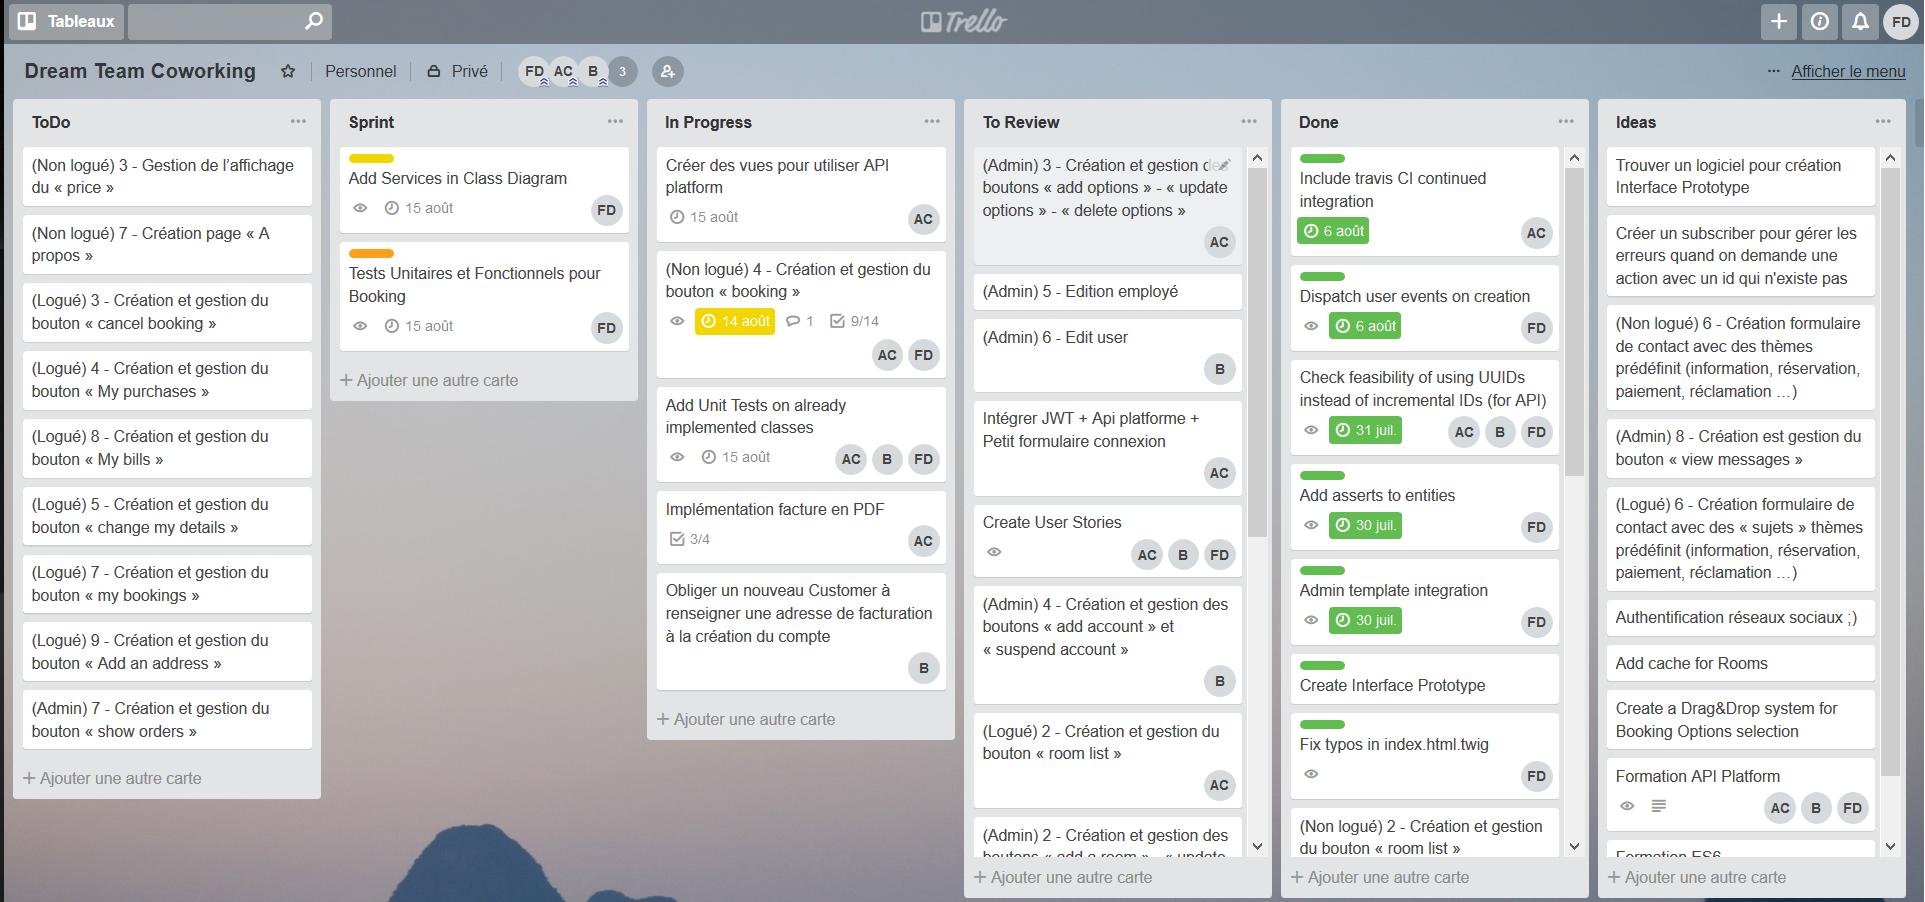 Tableaux
Trello
FD
Dream Team Coworking
Personnel
Privé
FD AC B 3
Afficher le menu
ToDo
(Non logué) 3 - Gestion de l’affichage
du « price »
(Non logué) 7 - Création page « A
propos »
(Logué) 3 - Création et gestion du
bouton « cancel booking »
(Logué) 4 - Création et gestion du
bouton « My purchases »
(Logué) 8 - Création et gestion du
bouton « My bills »
(Logué) 5 - Création et gestion du
bouton « change my details »
(Logué) 7 - Création et gestion du
bouton « my bookings »
(Logué) 9 - Création et gestion du
bouton « Add an address »
(Admin) 7 - Création et gestion du
bouton « show orders »
+ Ajouter une autre carte
Sprint
Add Services in Class Diagram
15 août
FD
Tests Unitaires et Fonctionnels pour
Booking
15 août
FD
+ Ajouter une autre carte
In Progress
Créer des vues pour utiliser API
platform
15 août
AC
(Non logué) 4 - Création et gestion du
bouton « booking »
14 août 1 9/14
AC FD
Add Unit Tests on already
implemented classes
15 août
AC B FD
Implémentation facture en PDF
3/4
AC
Obliger un nouveau Customer à
renseigner une adresse de facturation
à la création du compte
B
+ Ajouter une autre carte
To Review
(Admin) 3 - Création et gestion des
boutons « add options » - « update
options » - « delete options »
AC
(Admin) 5 - Edition employé
(Admin) 6 - Edit user
B
Intégrer JWT + Api platforme +
Petit formulaire connexion
AC
Create User Stories
AC B FD
(Admin) 4 - Création et gestion des
boutons « add account » et
« suspend account »
B
(Logué) 2 - Création et gestion du
bouton « room list »
AC
(Admin) 2 - Création et gestion des
boutons « add a room » - « update
+ Ajouter une autre carte
Done
Include travis CI continued
integration
6 août
AC
Dispatch user events on creation
6 août
FD
Check feasibility of using UUIDs
instead of incremental IDs (for API)
31 juil.
AC B FD
Add asserts to entities
30 juil.
FD
Admin template integration
30 juil.
FD
Create Interface Prototype
Fix typos in index.html.twig
FD
(Non logué) 2 - Création et gestion
du bouton « room list »
+ Ajouter une autre carte
Ideas
Trouver un logiciel pour création
Interface Prototype
Créer un subscriber pour gérer les
erreurs quand on demande une
action avec un id qui n'existe pas
(Non logué) 6 - Création formulaire
de contact avec des thèmes
prédéfinit (information, réservation,
paiement, réclamation …)
(Admin) 8 - Création est gestion du
bouton « view messages »
(Logué) 6 - Création formulaire de
contact avec des « sujets » thèmes
prédéfinit (information, réservation,
paiement, réclamation …)
Authentification réseaux sociaux ;)
Add cache for Rooms
Create a Drag&Drop system for
Booking Options selection
Formation API Platform
AC B FD
Formation ES6
+ Ajouter une autre carte